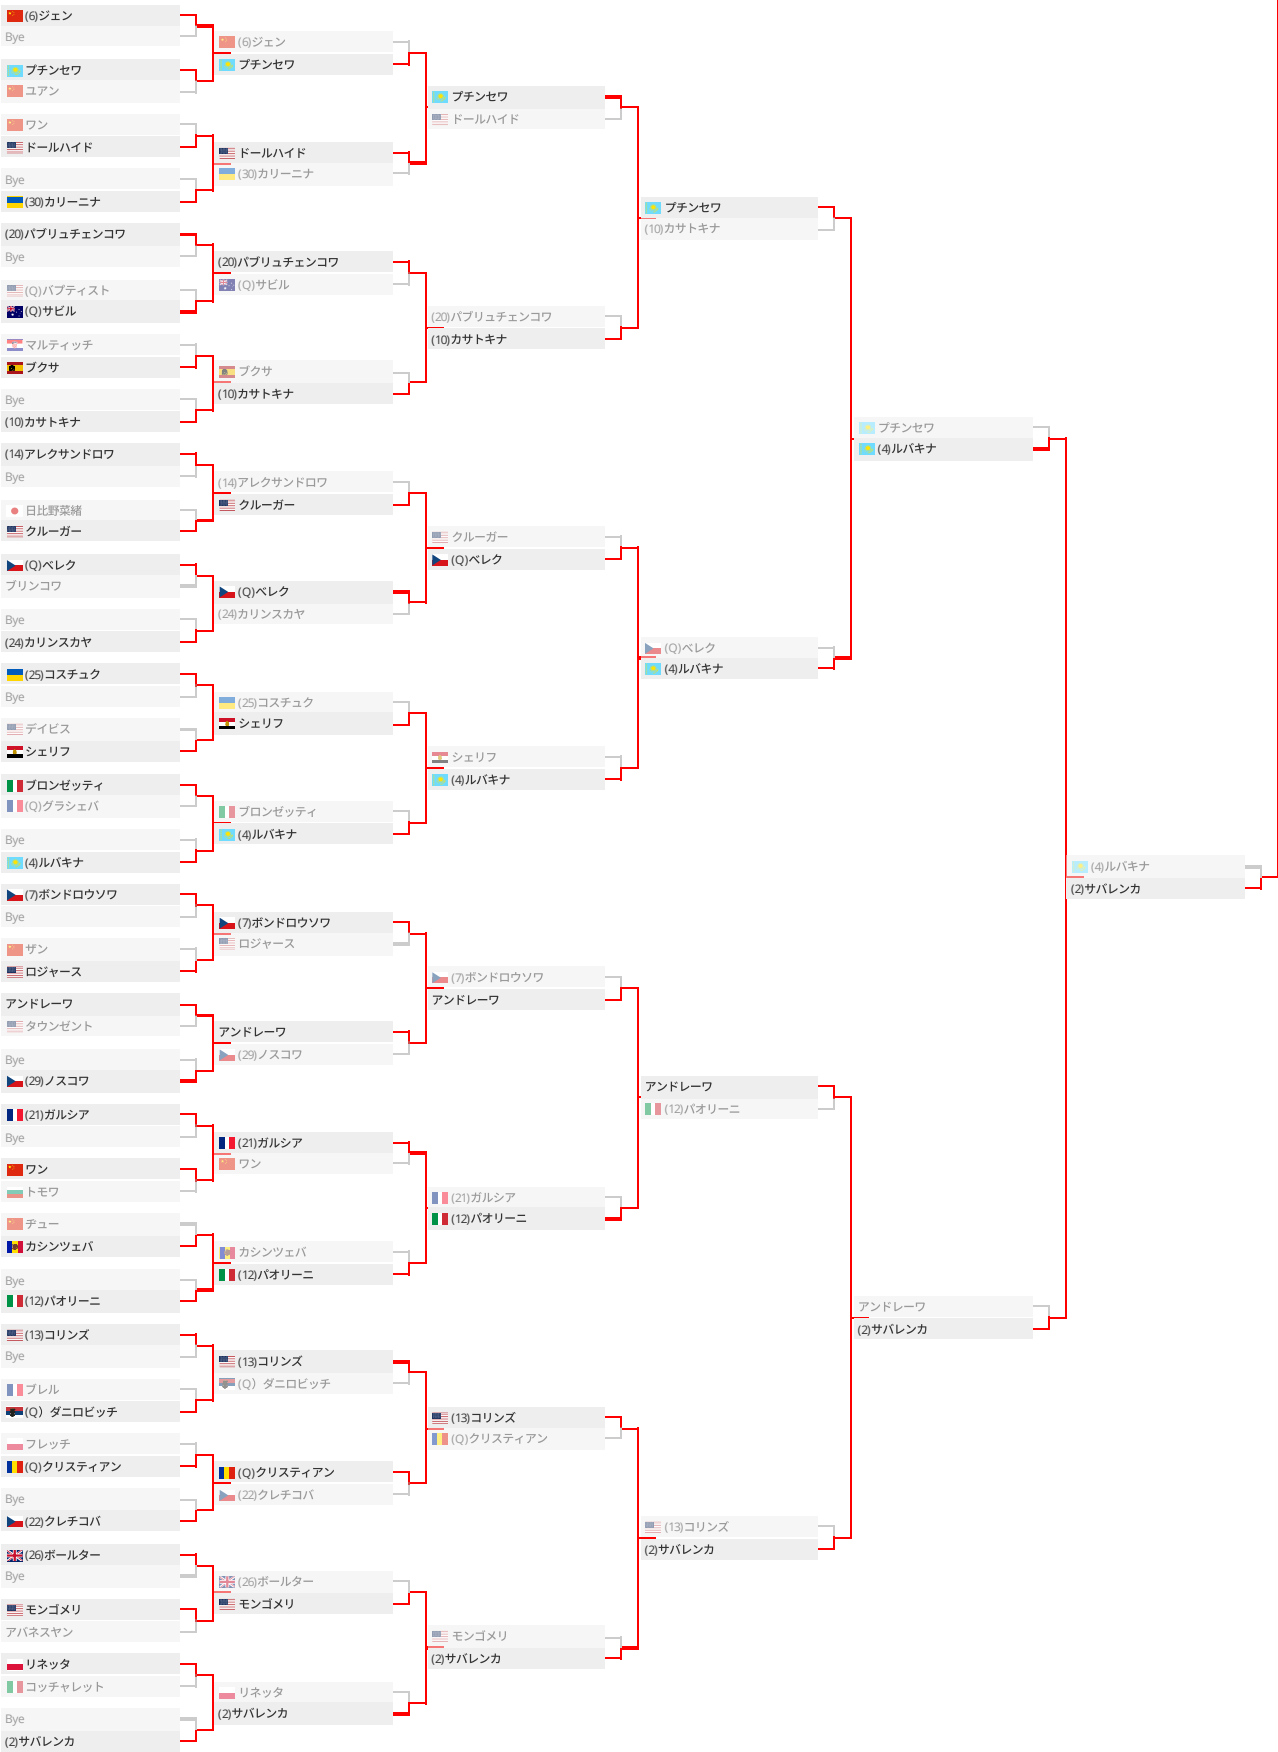 (6)ジェン
Bye
プチンセワ
ユアン
ワン
ドールハイド
Bye
(30)カリーニナ
(20)パブリュチェンコワ
Bye
(Q)バプティスト
(Q)サビル
マルティッチ
ブクサ
Bye
(10)カサトキナ
(14)アレクサンドロワ
Bye
日比野菜緒
クルーガー
(Q)ベレク
ブリンコワ
Bye
(24)カリンスカヤ
(25)コスチュク
Bye
デイビス
シェリフ
ブロンゼッティ
(Q)グラシェバ
Bye
(4)ルバキナ
(7)ボンドロウソワ
Bye
ザン
ロジャース
アンドレーワ
タウンゼント
Bye
(29)ノスコワ
(21)ガルシア
Bye
ワン
トモワ
ヂュー
カシンツェバ
Bye
(12)パオリーニ
(13)コリンズ
Bye
ブレル
(Q）ダニロビッチ
フレッチ
(Q)クリスティアン
Bye
(22)クレチコバ
(26)ボールター
Bye
モンゴメリ
アバネスヤン
リネッタ
コッチャレット
Bye
(2)サバレンカ
(6)ジェン
プチンセワ
ドールハイド
(30)カリーニナ
(20)パブリュチェンコワ
(Q)サビル
ブクサ
(10)カサトキナ
(14)アレクサンドロワ
クルーガー
(Q)ベレク
(24)カリンスカヤ
(25)コスチュク
シェリフ
ブロンゼッティ
(4)ルバキナ
(7)ボンドロウソワ
ロジャース
アンドレーワ
(29)ノスコワ
(21)ガルシア
ワン
カシンツェバ
(12)パオリーニ
(13)コリンズ
(Q）ダニロビッチ
(Q)クリスティアン
(22)クレチコバ
(26)ボールター
モンゴメリ
リネッタ
(2)サバレンカ
プチンセワ
ドールハイド
(20)パブリュチェンコワ
(10)カサトキナ
クルーガー
(Q)ベレク
シェリフ
(4)ルバキナ
(7)ボンドロウソワ
アンドレーワ
(21)ガルシア
(12)パオリーニ
(13)コリンズ
(Q)クリスティアン
モンゴメリ
(2)サバレンカ
プチンセワ
(10)カサトキナ
(Q)ベレク
(4)ルバキナ
アンドレーワ
(12)パオリーニ
(13)コリンズ
(2)サバレンカ
プチンセワ
(4)ルバキナ
アンドレーワ
(2)サバレンカ
(4)ルバキナ
(2)サバレンカ